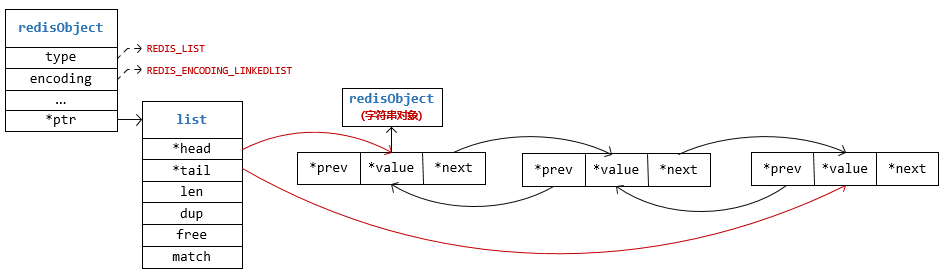 redisObject
type
REDIS_LIST
encoding
REDIS_ENCODING_LINKEDLIST
...
*ptr
list
*head
*tail
len
dup
free
match
redisObject
(字符串对象)
*prev *value *next
*prev *value *next
*prev *value *next